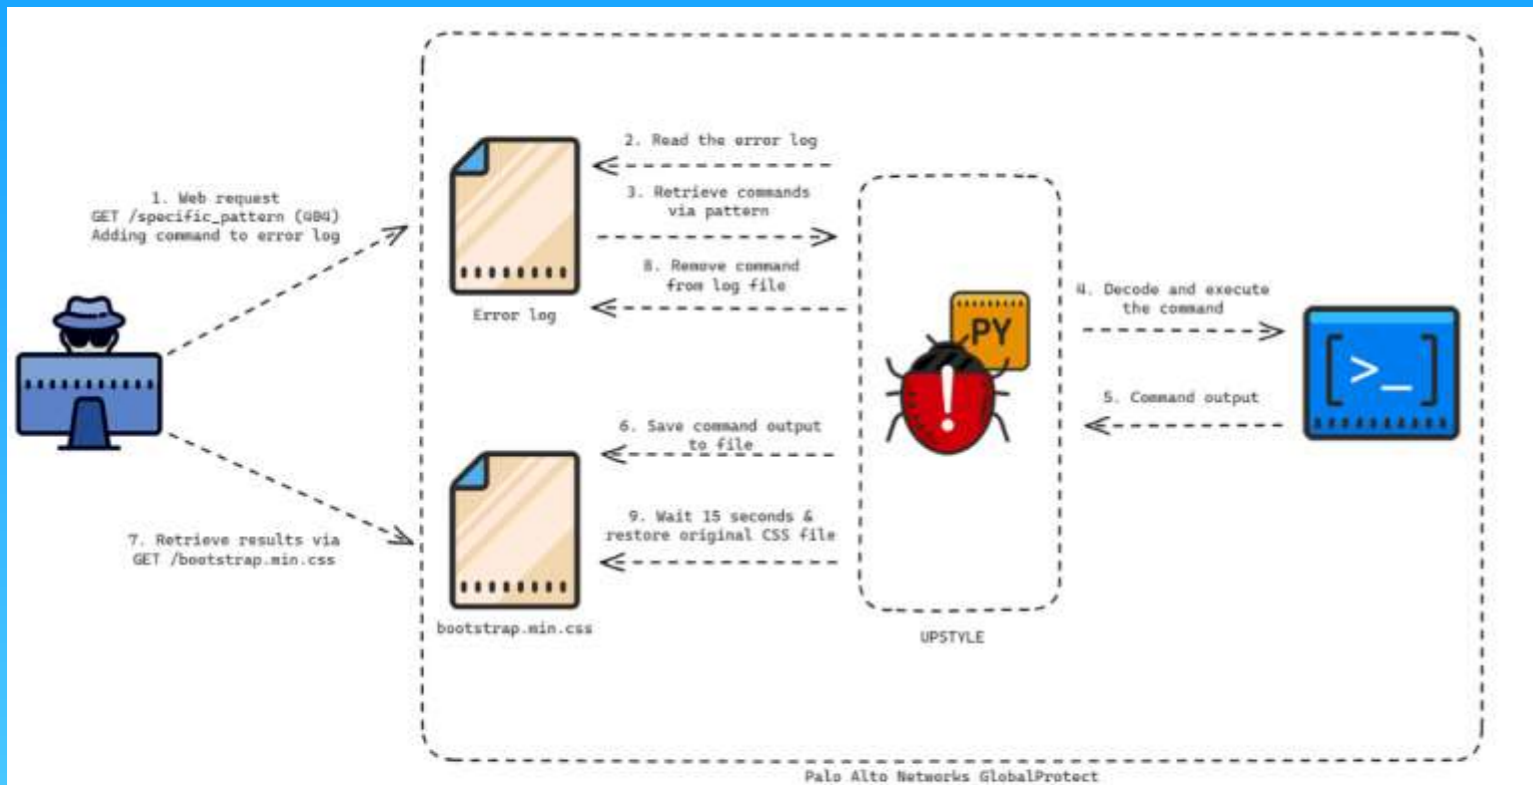 1. Web request
GET /specific_pattern (404)
Adding command to error log
2. Read the error log
3. Retrieve commands
via pattern
8. Remove command
from log file
Error log
PY
4. Decode and execute
the command
[>_]
5. Command output
6. Save command output
to file
9. Wait 15 seconds &
restore original CSS file
7. Retrieve results via
GET /bootstrap.min.css
bootstrap.min.css
UPSTYLE
Palo Alto Networks GlobalProtect